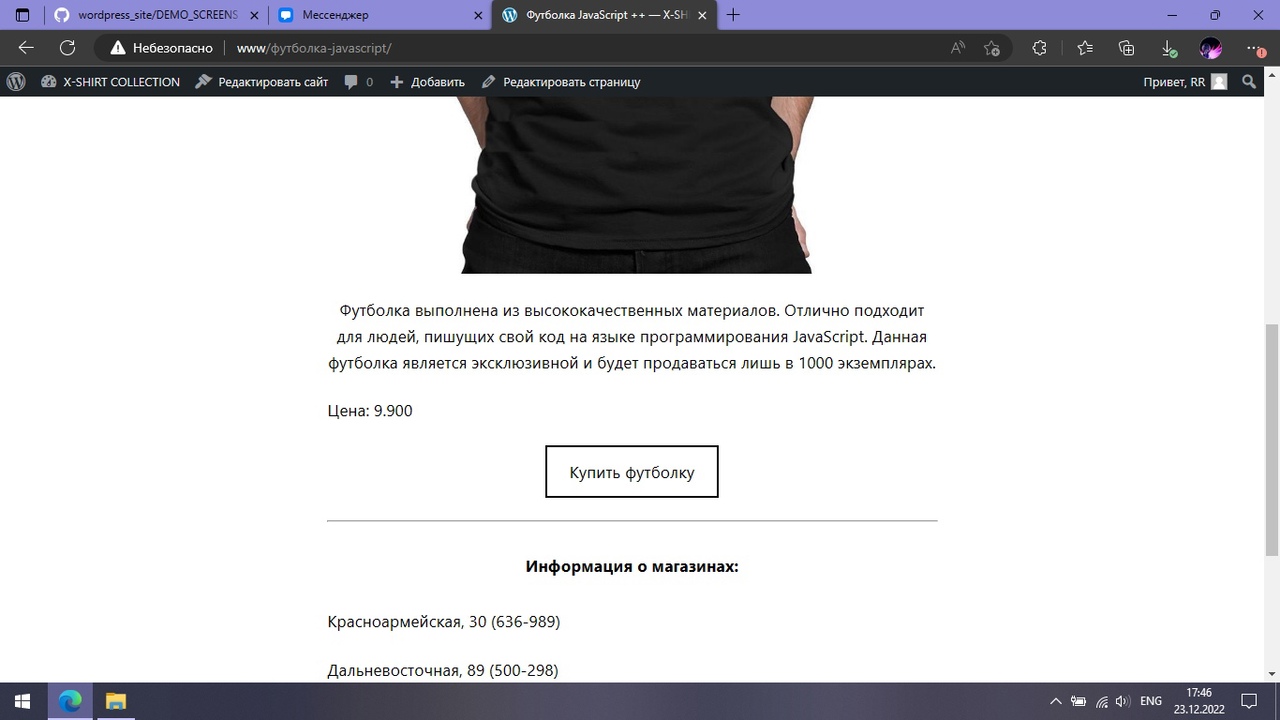 wordpress_site/DEMO_SCREENS
Мессенджер
Футболка JavaScript ++ — X-SH
Небезопасно
www/футболка-javascript/
X-SHIRT COLLECTION
Редактировать сайт
0
Добавить
Редактировать страницу
Привет, RR
Футболка выполнена из высококачественных материалов. Отлично подходит
для людей, пишущих свой код на языке программирования JavaScript. Данная
футболка является эксклюзивной и будет продаваться лишь в 1000 экземплярах.
Цена: 9.900
Купить футболку
Информация о магазинах:
Красноармейская, 30 (636-989)
Дальневосточная, 89 (500-298)
ENG
17:46
23.12.2022